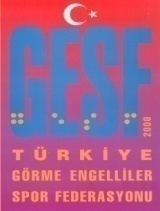 GESF
2000
TÜRKİYE
GÖRME ENGELLİLER
SPOR FEDERASYONU